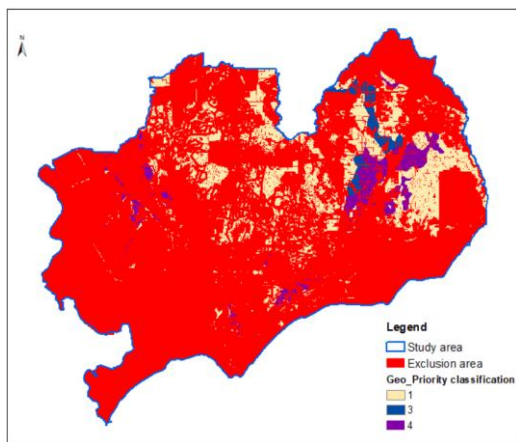 N
Legend
Study area
Exclusion area
Geo_Priority classification
1
3
4